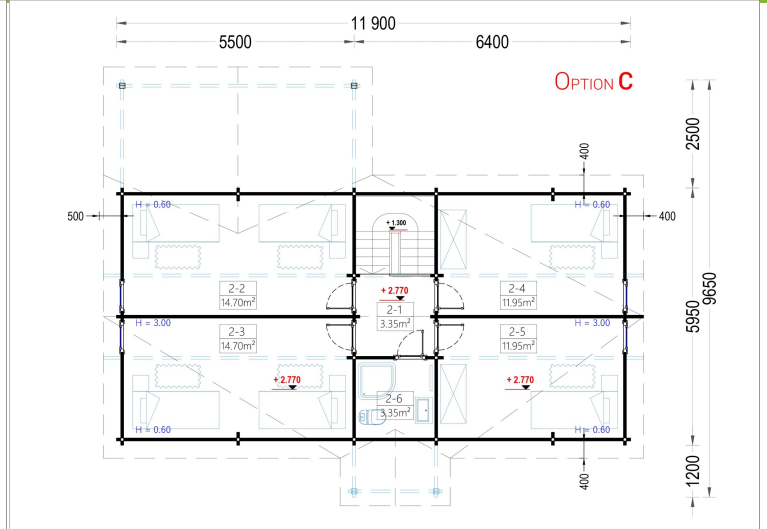 11 900
5500
6400
OPTION C
2500
400
H = 0.60
H = 0.60
500
400
+ 1.300
2-2
14.70m²
+ 2.770
2-1
3.35m²
2-4
11.95m²
5950
9650
H = 3.00
H = 3.00
2-3
14.70m²
2-5
11.95m²
+ 2.770
+ 2.770
2-6
3.35m²
H = 0.60
H = 0.60
400
1200